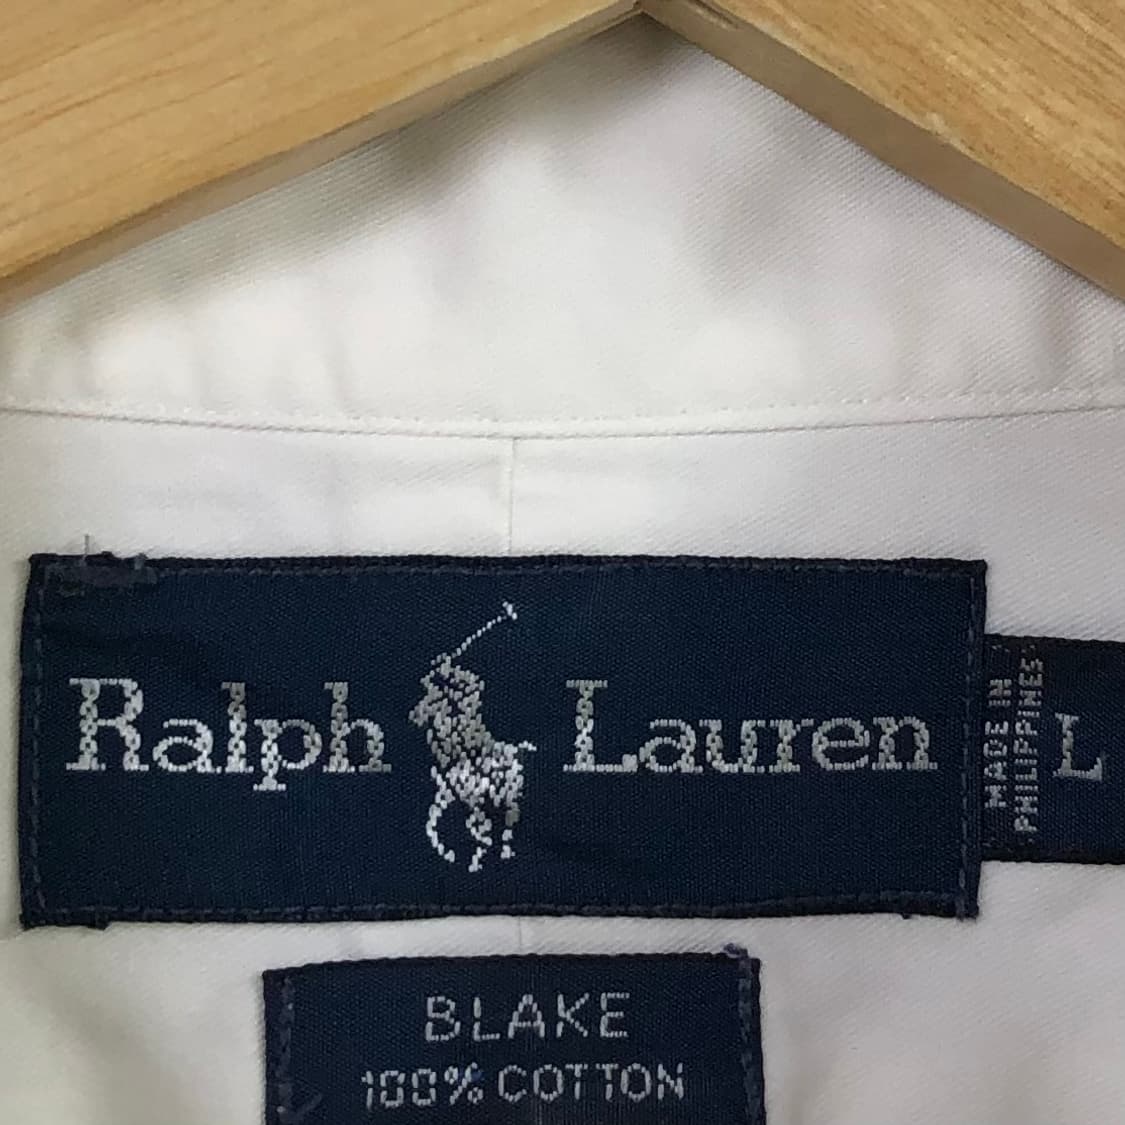 Ralph Lauren
MADE IN
PHILIPPINES
L
BLAKE
100% COTTON